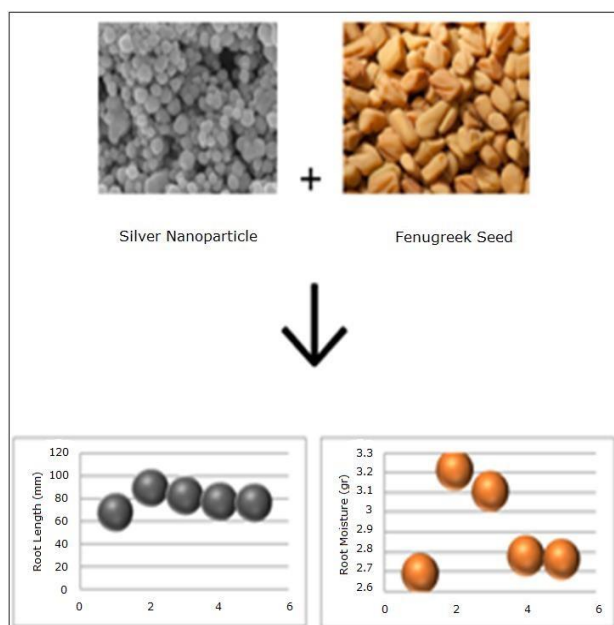 +
Silver Nanoparticle
Fenugreek Seed
Root Length (mm)
120
100
80
60
40
20
0
0 2 4 6
Root Moisture (gr)
3.3
3.2
3.1
3
2.9
2.8
2.7
2.6
0 2 4 6